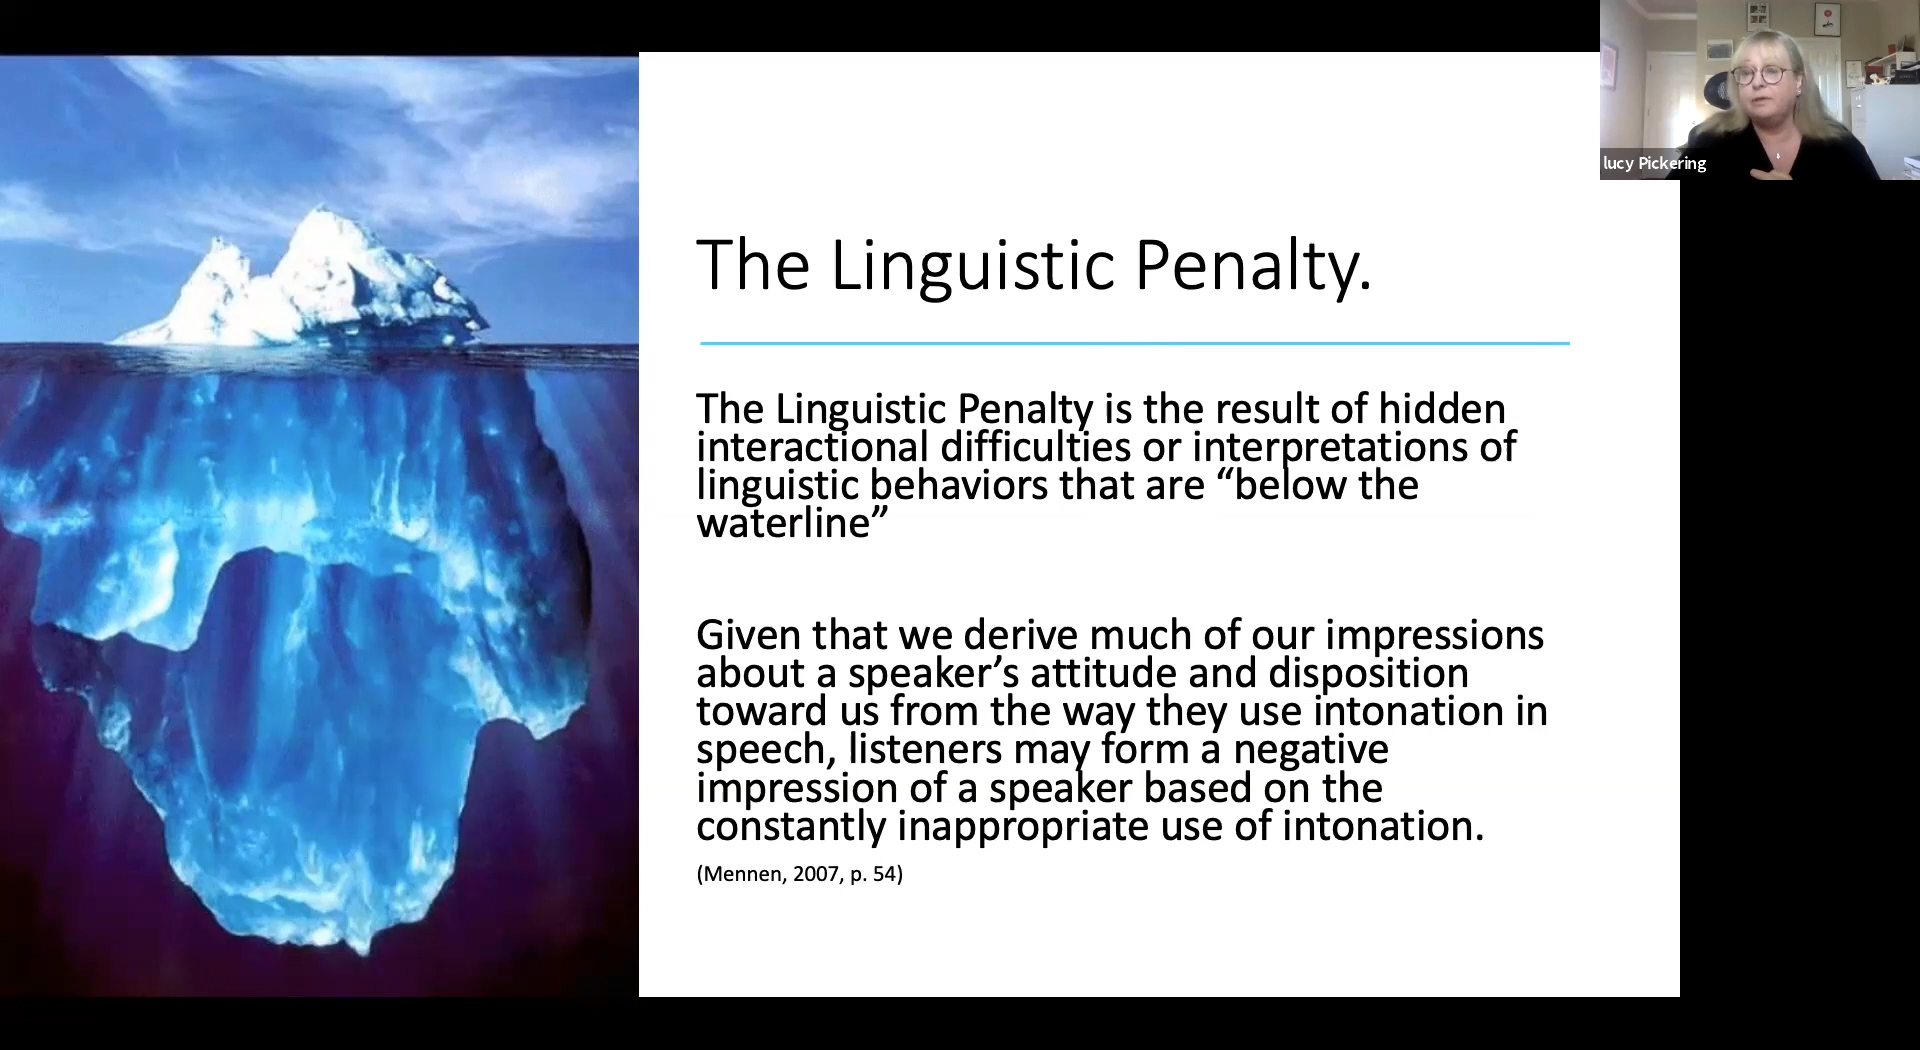 lucy Pickering
The Linguistic Penalty.
The Linguistic Penalty is the result of hidden
interactional difficulties or interpretations of
linguistic behaviors that are “below the
waterline”
Given that we derive much of our impressions
about a speaker’s attitude and disposition
toward us from the way they use intonation in
speech, listeners may form a negative
impression of a speaker based on the
constantly inappropriate use of intonation.
(Mennen, 2007, p. 54)